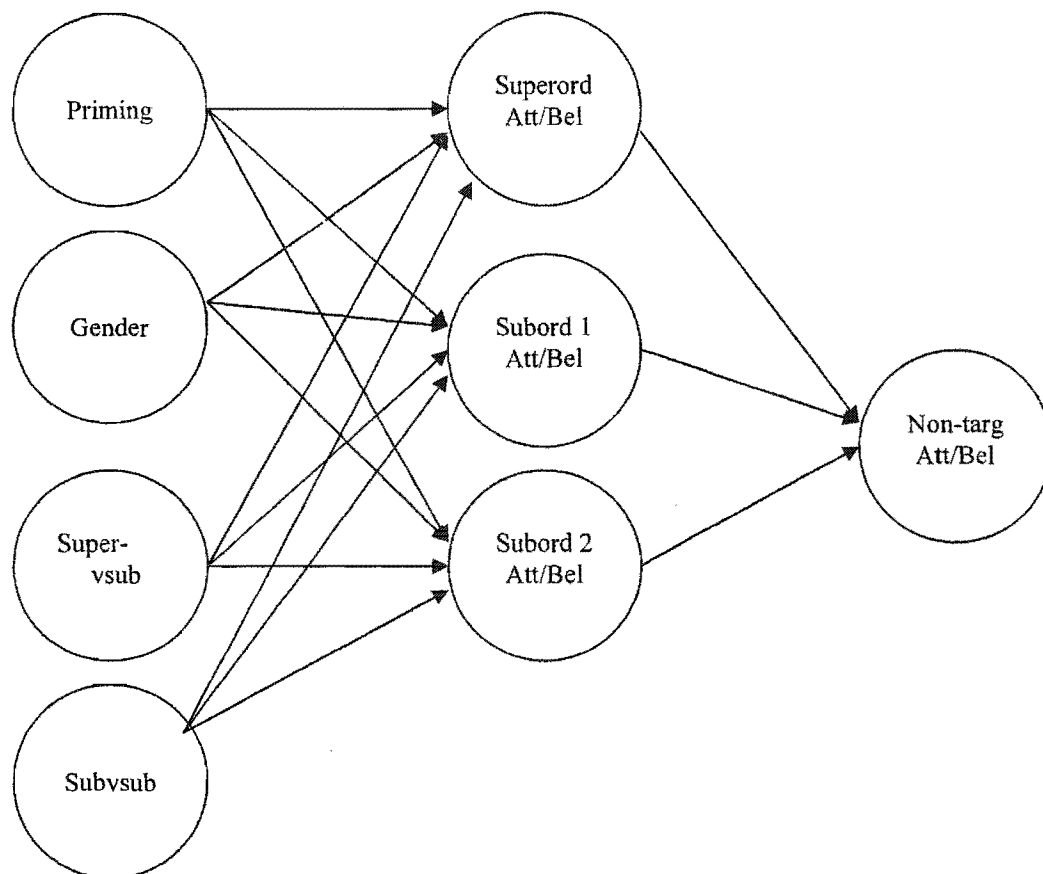 Priming
Gender
Super-
vsub
Subvsub
Superord
Att/Bel
Subord 1
Att/Bel
Subord 2
Att/Bel
Non-targ
Att/Bel